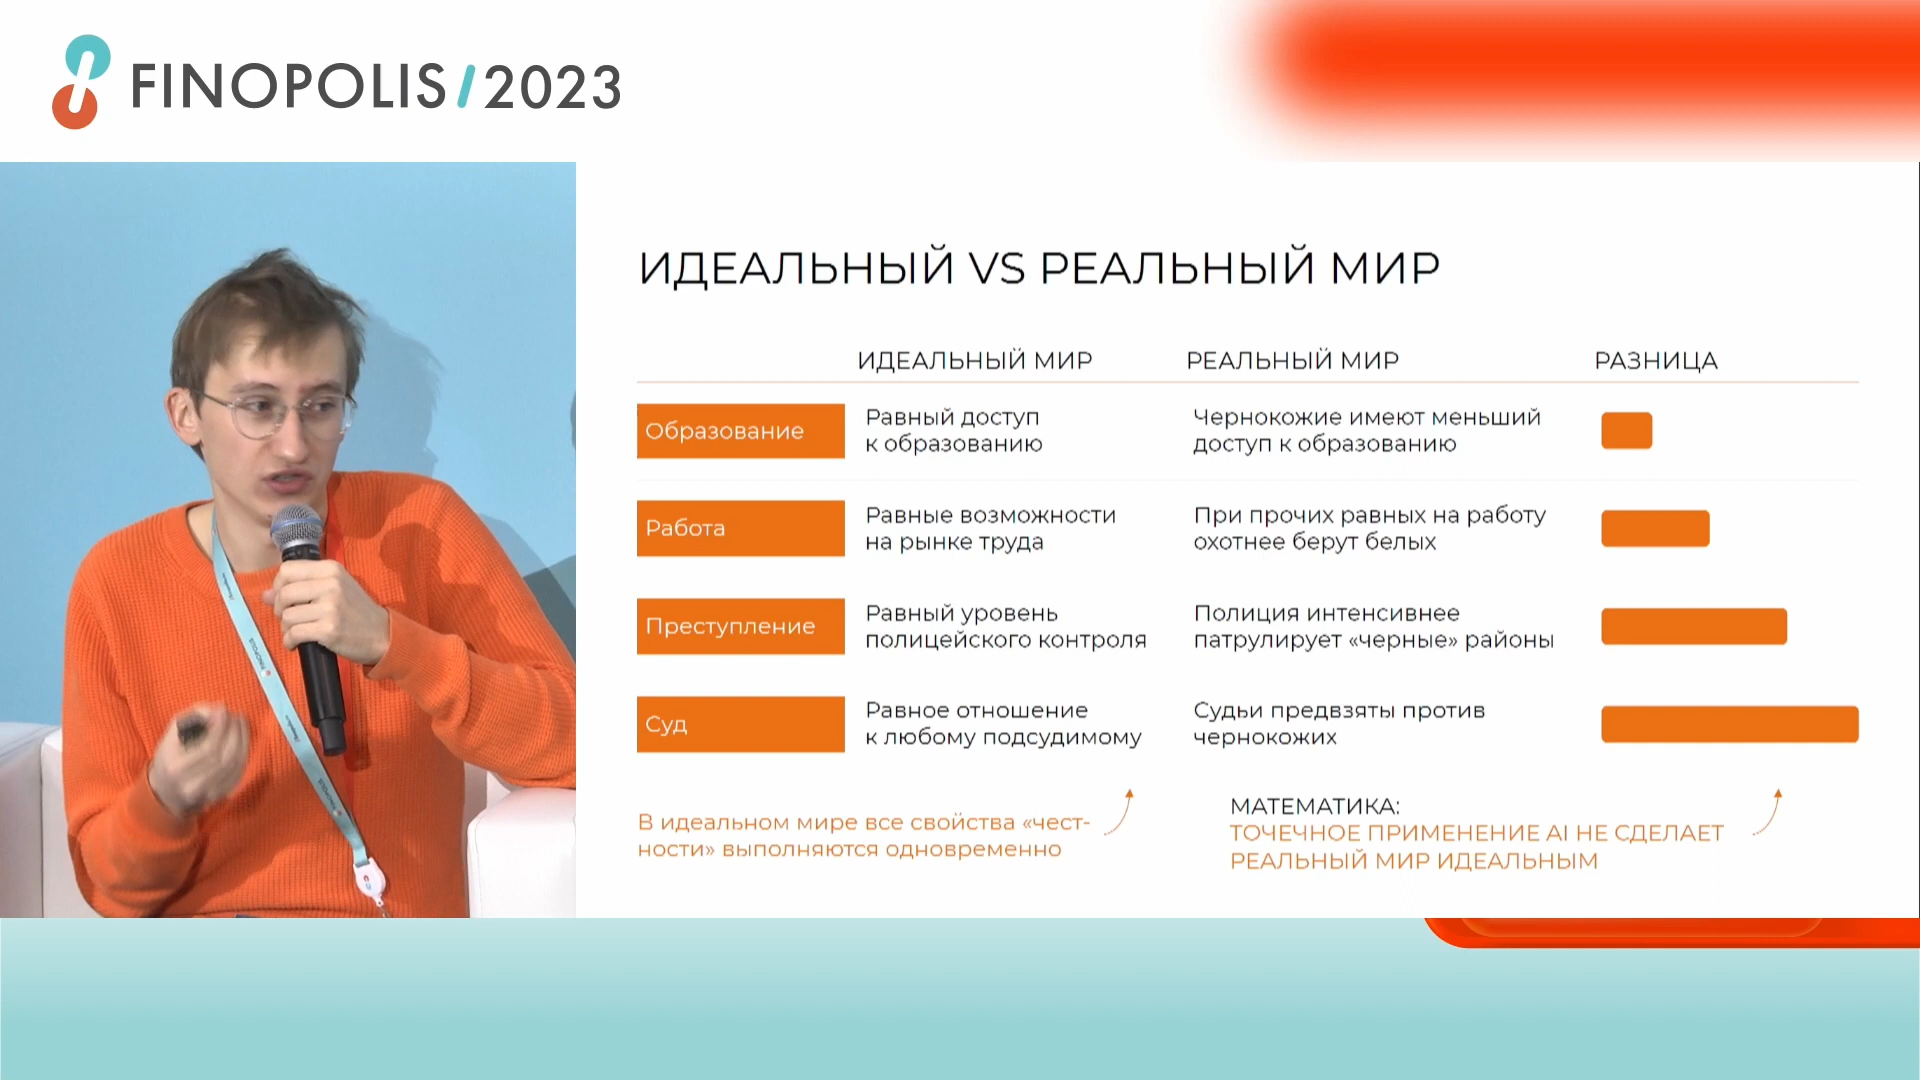 FINOPOLIS/2023
ИДЕАЛЬНЫЙ VS РЕАЛЬНЫЙ МИР
ИДЕАЛЬНЫЙ МИР РЕАЛЬНЫЙ МИР РАЗНИЦА
Образование
Равный доступ
к образованию
Чернокожие имеют меньший
доступ к образованию
Работа
Равные возможности
на рынке труда
При прочих равных на работу
охотнее берут белых
Преступление
Равный уровень
полицейского контроля
Полиция интенсивнее
патрулирует «черные» районы
Суд
Равное отношение
к любому подсудимому
Судьи предвзяты против
чернокожих
В идеальном мире все свойства «чест-
ности» выполняются одновременно
МАТЕМАТИКА:
ТОЧЕЧНОЕ ПРИМЕНЕНИЕ AI НЕ СДЕЛАЕТ
РЕАЛЬНЫЙ МИР ИДЕАЛЬНЫМ